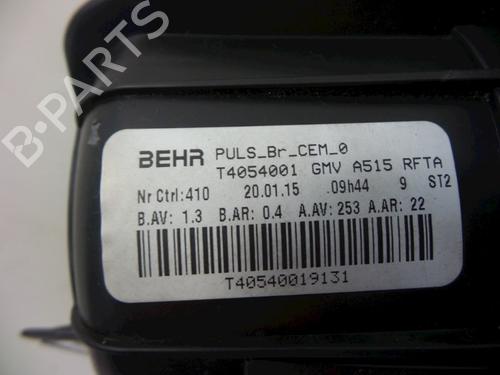 BEHR PULS_Br_CEM_0
T4054001 GMV A515 RFTA
Nr Ctrl:410 20.01.15 09h44 9 ST2
B.AV: 1.3 B.AR: 0.4 A.AV: 253 A.AR: 22
T40540019131
B-PARTS